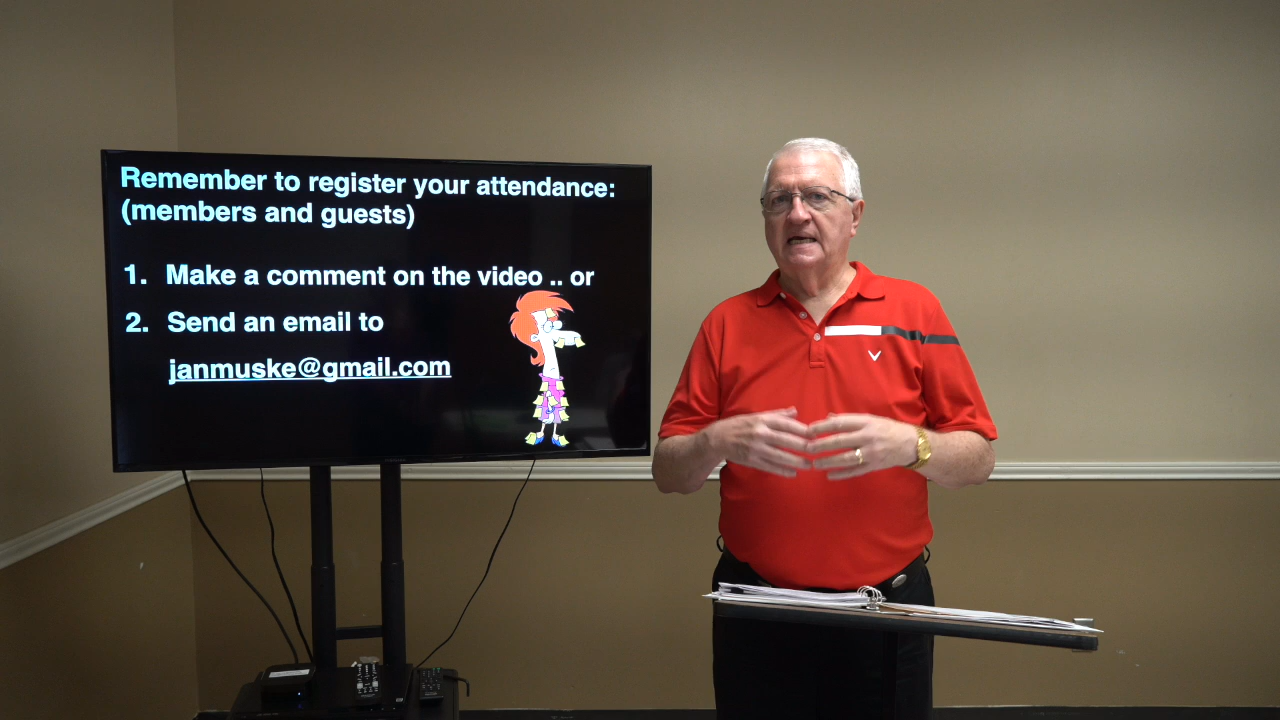 Remember to register your attendance:
(members and guests)
1. Make a comment on the video .. or
2. Send an email to
janmuske@gmail.com